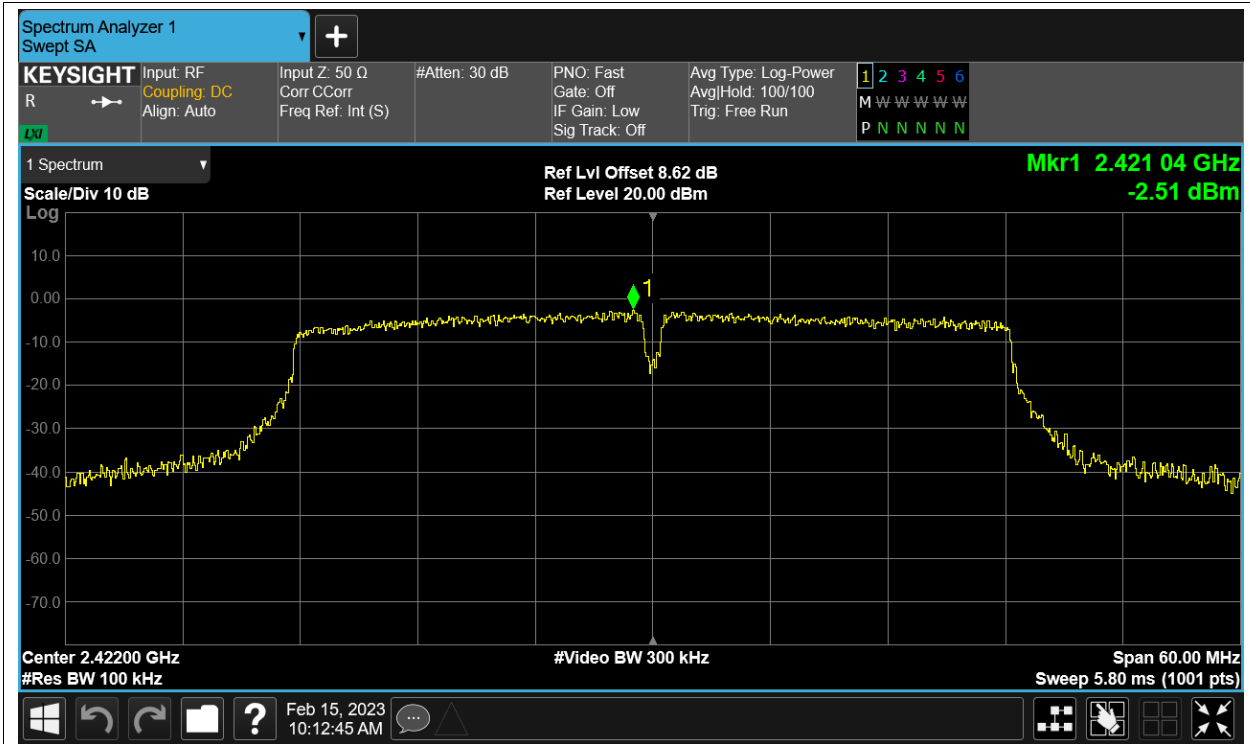 Spectrum Analyzer 1
Swept SA
KEYSIGHT
R
LXI
Input: RF
Coupling: DC
Align: Auto
Input Z: 50 Ω
Corr CCorr
Freq Ref: Int (S)
#Atten: 30 dB
PNO: Fast
Gate: Off
IF Gain: Low
Sig Track: Off
Avg Type: Log-Power
Avg|Hold: 100/100
Trig: Free Run
1 2 3 4 5 6
M W W W W W
P N N N N N
1 Spectrum
Scale/Div 10 dB
Ref Lvl Offset 8.62 dB
Ref Level 20.00 dBm
Mkr1 2.421 04 GHz
-2.51 dBm
Log
10.0
0.00
-10.0
-20.0
-30.0
-40.0
-50.0
-60.0
-70.0
1
Center 2.42200 GHz
#Res BW 100 kHz
#Video BW 300 kHz
Span 60.00 MHz
Sweep 5.80 ms (1001 pts)
?
Feb 15, 2023
10:12:45 AM